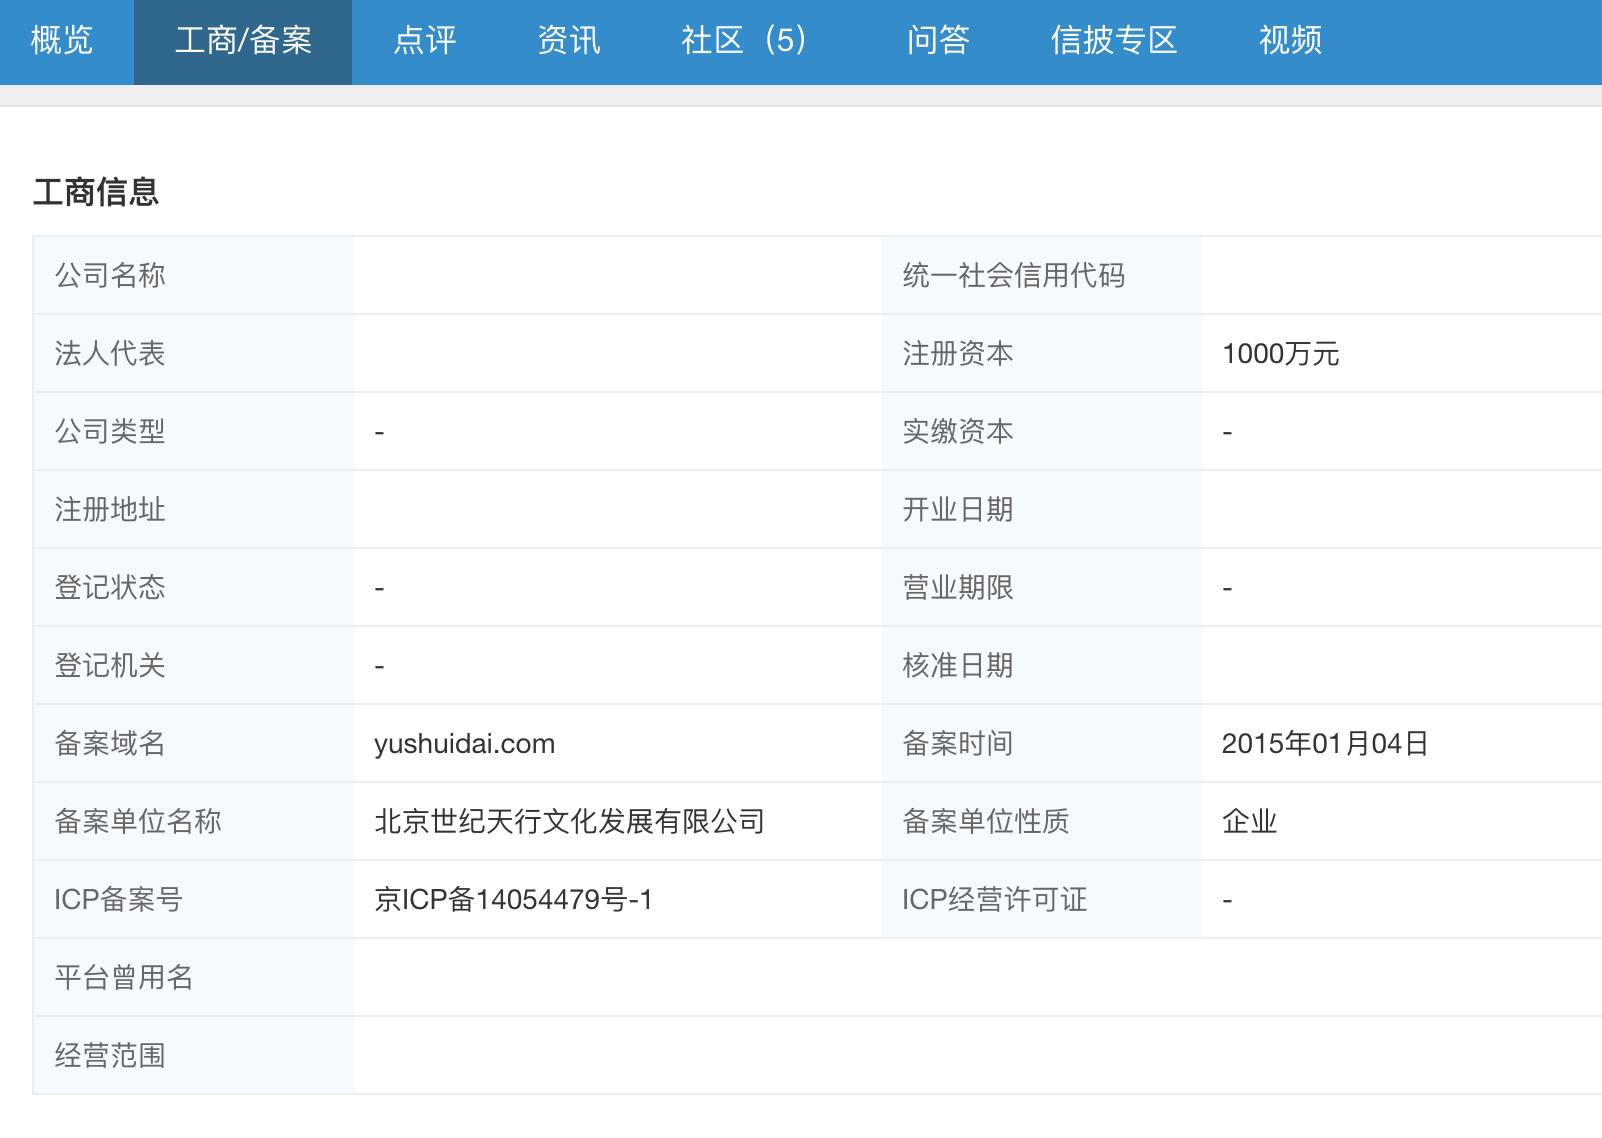 概览 工商/备案 点评 资讯 社区（5） 问答 信披专区 视频
工商信息
公司名称 统一社会信用代码
法人代表 注册资本 1000万元
公司类型 - 实缴资本 -
注册地址 开业日期
登记状态 - 营业期限 -
登记机关 - 核准日期
备案域名 yushuidai.com 备案时间 2015年01月04日
备案单位名称 北京世纪天行文化发展有限公司 备案单位性质 企业
ICP备案号 京ICP备14054479号-1 ICP经营许可证 -
平台曾用名
经营范围